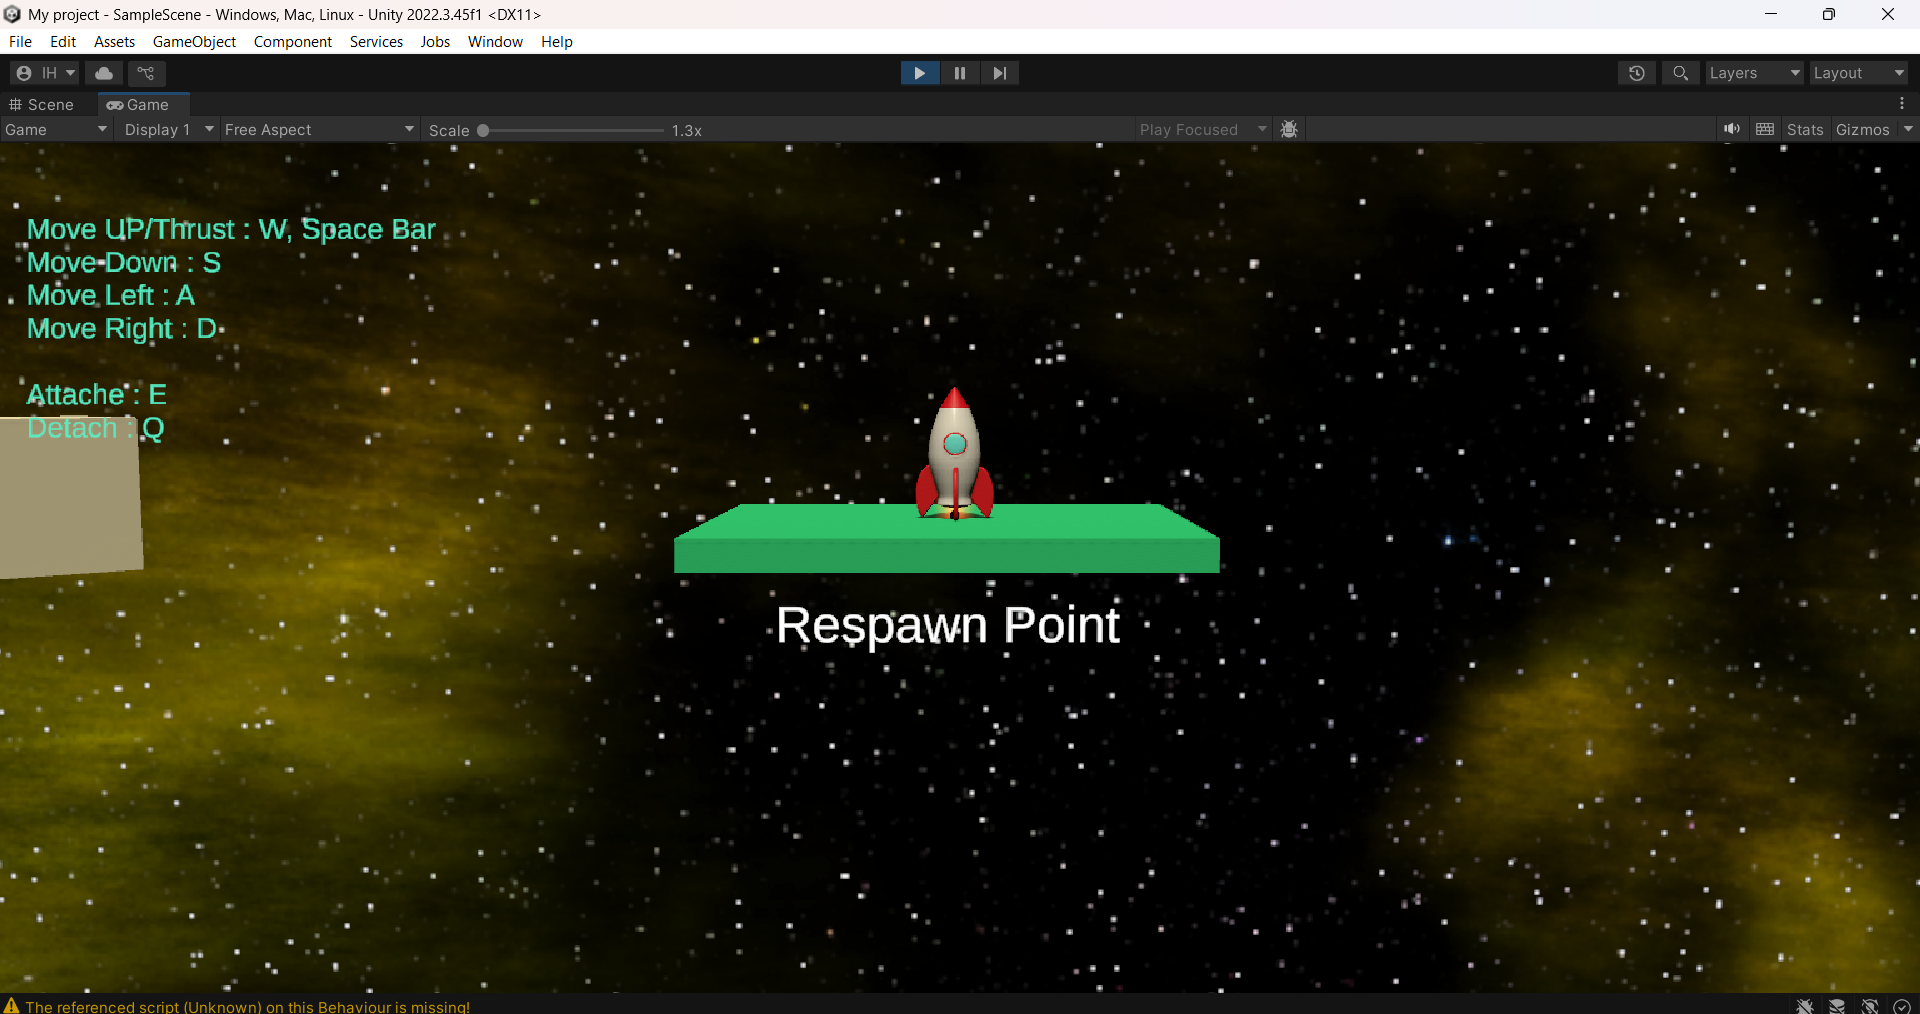 My project - SampleScene - Windows, Mac, Linux - Unity 2022.3.45f1 <DX11>
File Edit Assets GameObject Component Services Jobs Window Help
IH Layers Layout
Scene Game
Game Display 1 Free Aspect Scale 1.3x Play Focused Stats Gizmos
Move UP/Thrust : W, Space Bar
Move Down : S
Move Left : A
Move Right : D
Attache : E
Detach : Q
Respawn Point
The referenced script (Unknown) on this Behaviour is missing!